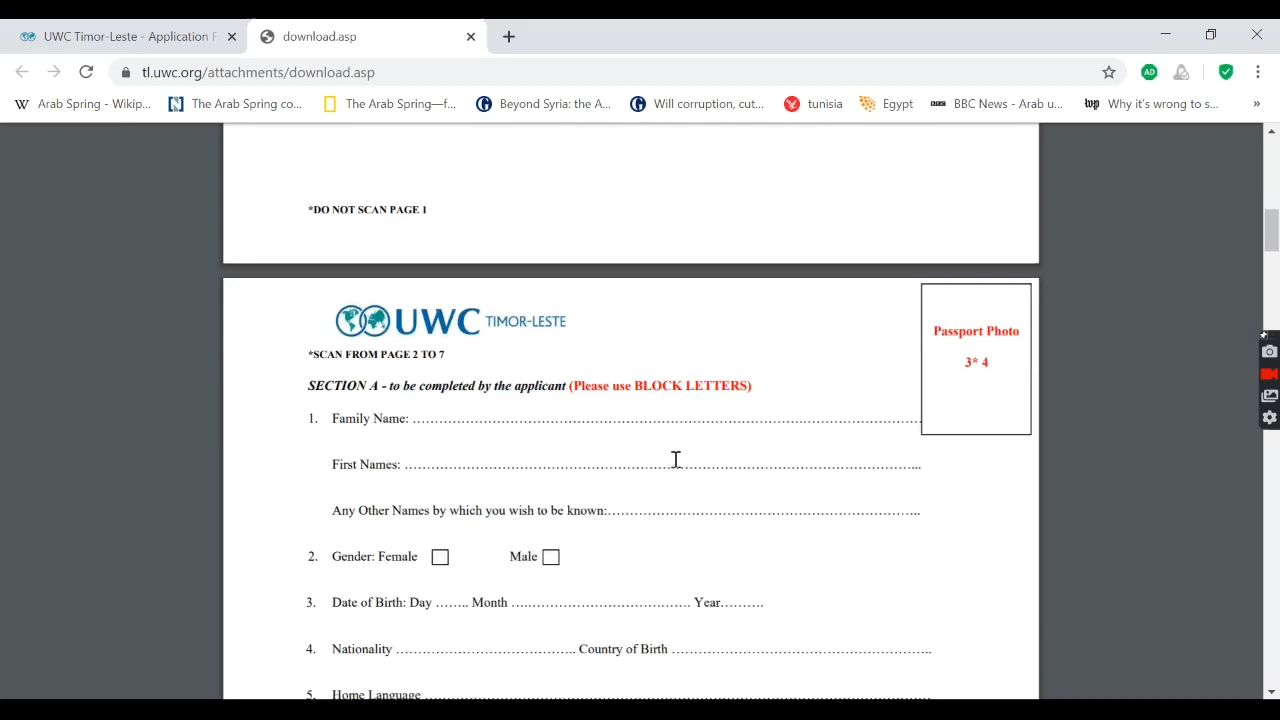 UWC Timor-Leste - Application F
download.asp
tl.uwc.org/attachments/download.asp
AD
W Arab Spring - Wikip...
The Arab Spring co...
The Arab Spring—f...
Beyond Syria: the A...
Will corruption, cut...
tunisia
Egypt
BBC News - Arab u...
Why it's wrong to s...
»
*DO NOT SCAN PAGE 1
UWC TIMOR-LESTE
Passport Photo
3* 4
*SCAN FROM PAGE 2 TO 7
SECTION A - to be completed by the applicant (Please use BLOCK LETTERS)
1. Family Name: ........................................................................
First Names: ........................................................................
Any Other Names by which you wish to be known:........................................................
2. Gender: Female Male
3. Date of Birth: Day ........ Month ........................................ Year..........
4. Nationality ........................................ Country of Birth ........................................
5. Home Language ........................................................................